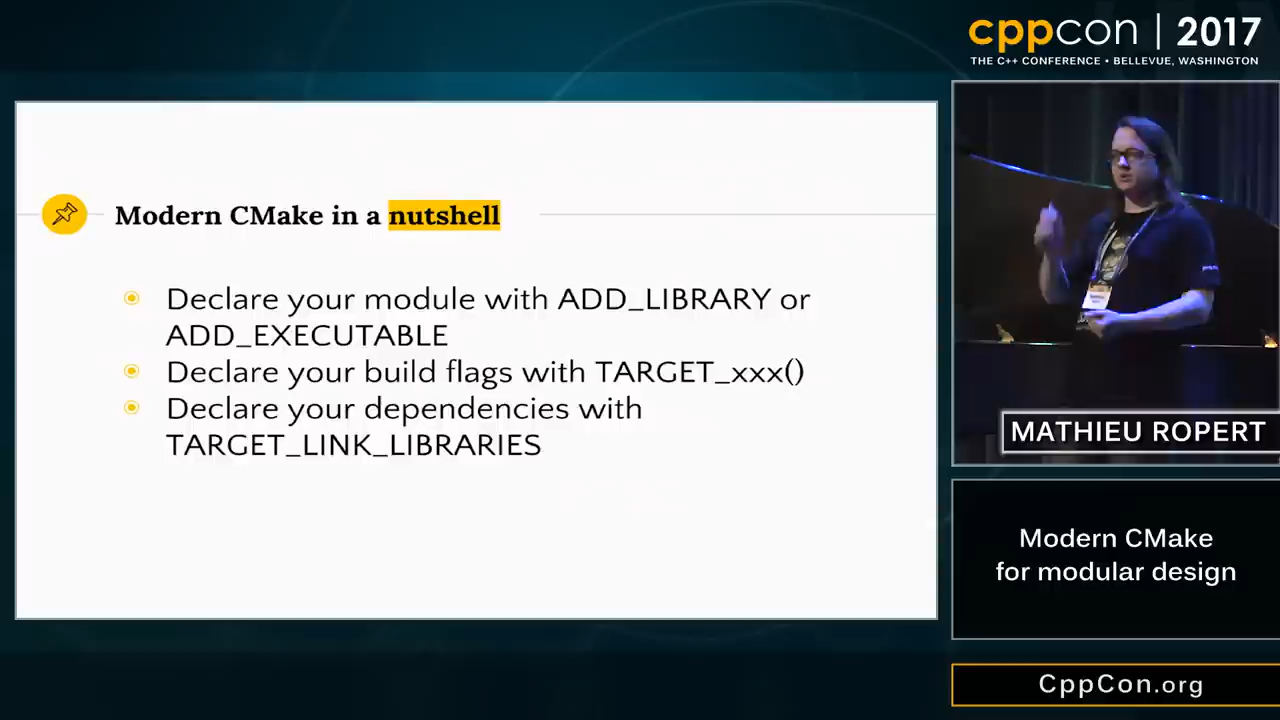 cppcon | 2017
THE C++ CONFERENCE • BELLEVUE, WASHINGTON
Modern CMake in a nutshell
Declare your module with ADD_LIBRARY or
ADD_EXECUTABLE
Declare your build flags with TARGET_xxx()
Declare your dependencies with
TARGET_LINK_LIBRARIES
MATHIEU ROPERT
Modern CMake
for modular design
CppCon.org